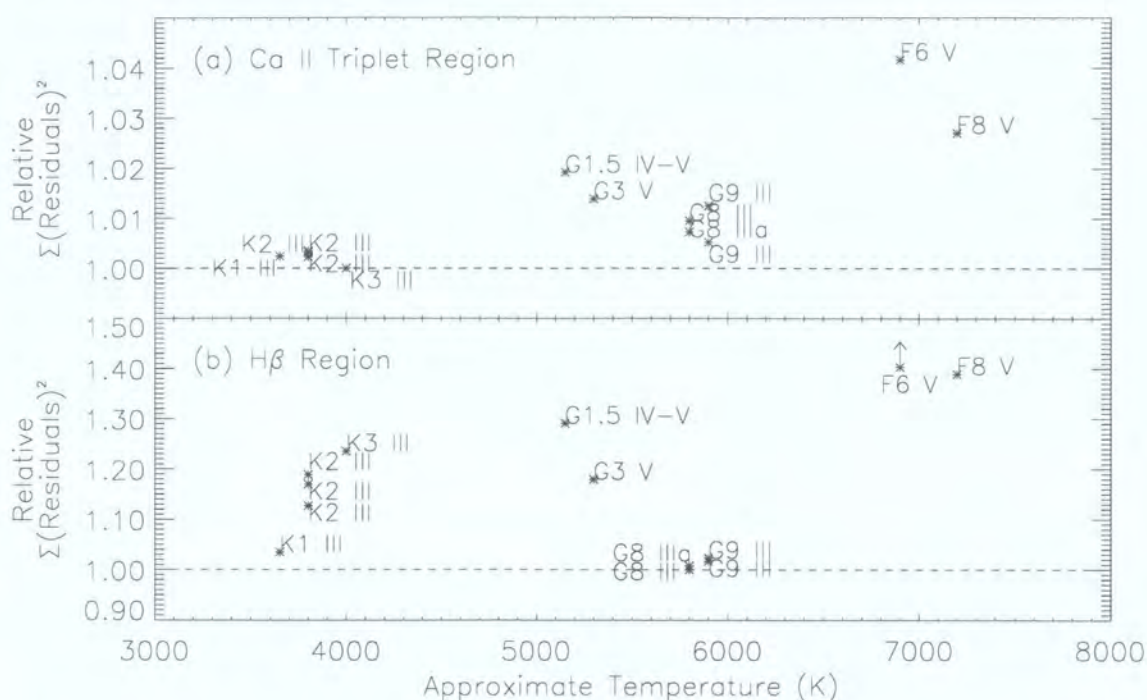 (a) Ca II Triplet Region
Relative
Σ(Residuals)²
1.04
1.03
1.02
1.01
1.00
F6 V
F8 V
G1.5 IV–V
G3 V
G9 III
G8 III
G8 IIIa
G9 III
K2 III
K2 III
K1 III
K2 III
K3 III
(b) Hβ Region
Relative
Σ(Residuals)²
1.50
1.40
1.30
1.20
1.10
1.00
0.90
F6 V
F8 V
G1.5 IV–V
K3 III
K2 III
G3 V
K2 III
K2 III
K1 III
G8 IIIa
G9 III
G8 III
G9 III
3000
4000
5000
6000
7000
8000
Approximate Temperature (K)